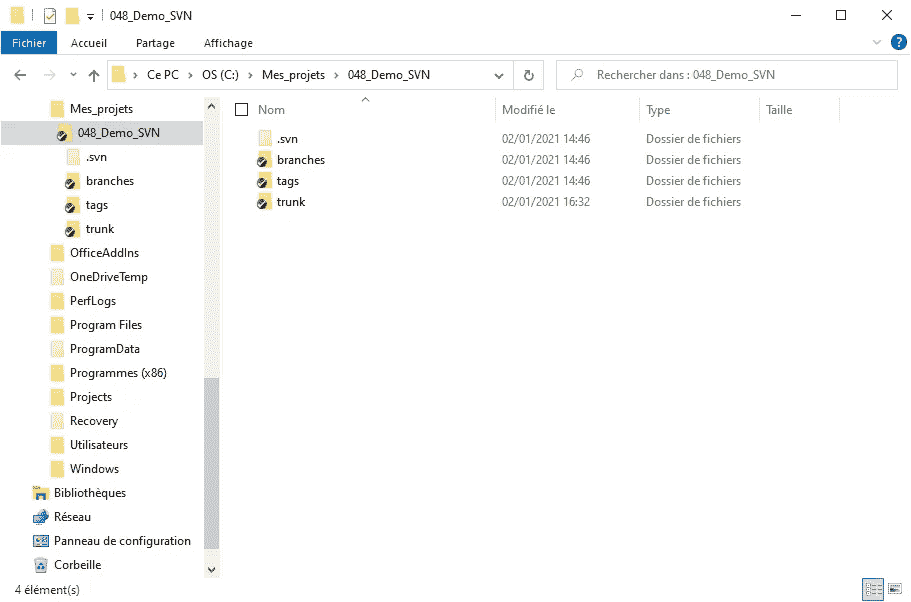 048_Demo_SVN
Fichier Accueil Partage Affichage
Ce PC OS (C:) Mes_projets 048_Demo_SVN
Rechercher dans : 048_Demo_SVN
Mes_projets
048_Demo_SVN
.svn
branches
tags
trunk
OfficeAddIns
OneDriveTemp
PerfLogs
Program Files
ProgramData
Programmes (x86)
Projects
Recovery
Utilisateurs
Windows
Bibliothèques
Réseau
Panneau de configuration
Corbeille
Nom Modifié le Type Taille
.svn 02/01/2021 14:46 Dossier de fichiers
branches 02/01/2021 14:46 Dossier de fichiers
tags 02/01/2021 14:46 Dossier de fichiers
trunk 02/01/2021 16:32 Dossier de fichiers
4 élément(s)